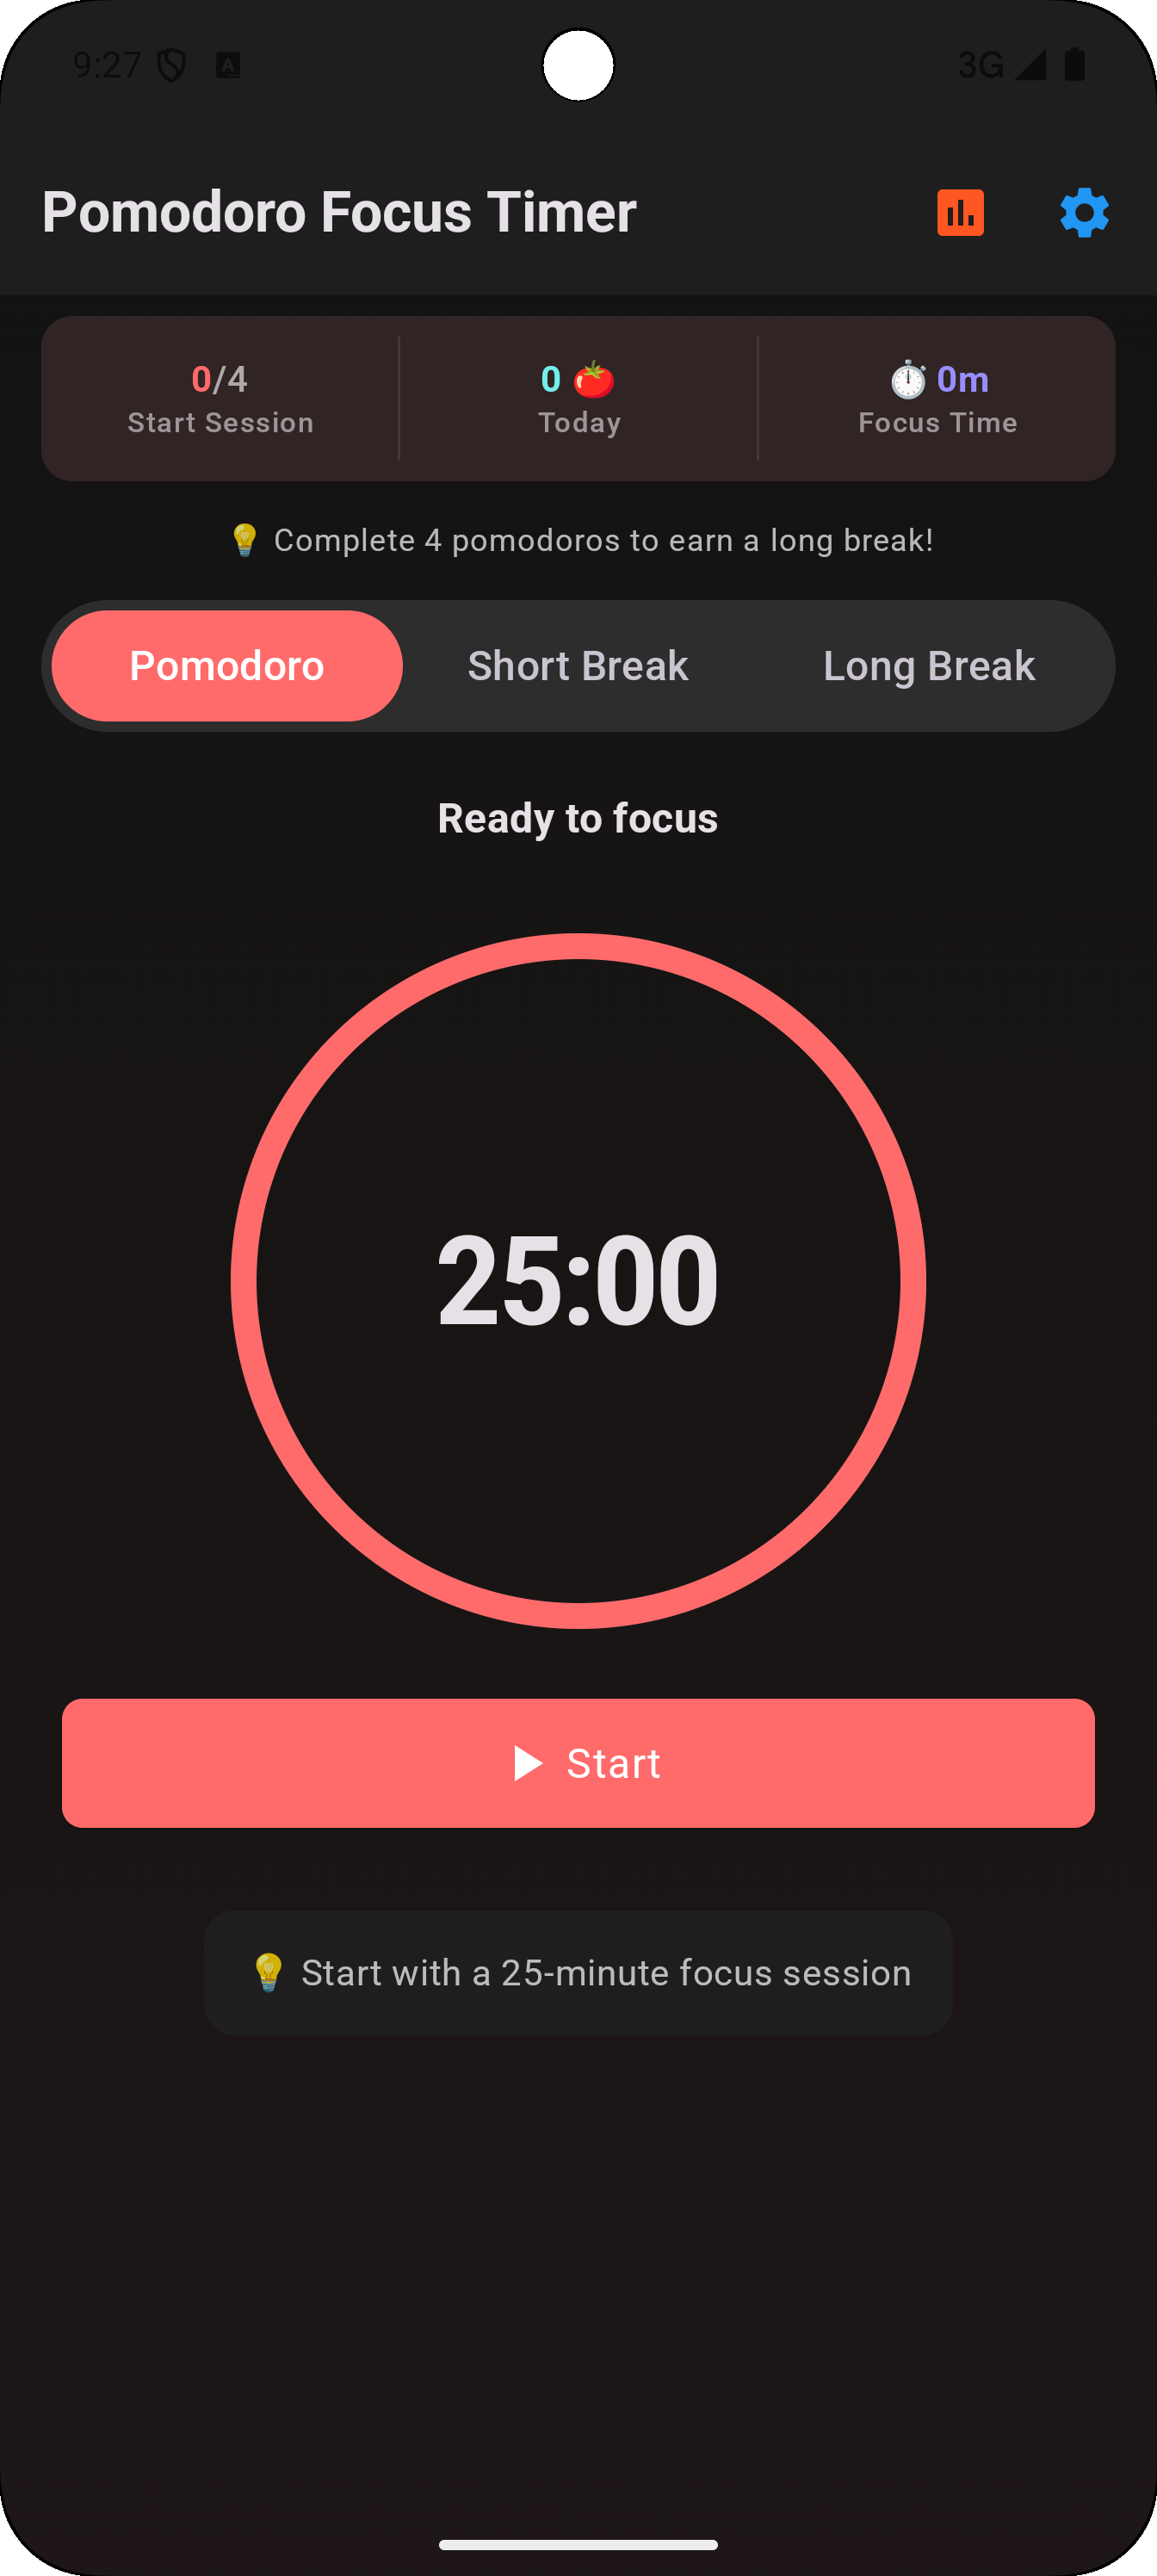 9:27
3G
Pomodoro Focus Timer
0/4
Start Session
0 🍅
Today
⏱️ 0m
Focus Time
💡 Complete 4 pomodoros to earn a long break!
Pomodoro
Short Break
Long Break
Ready to focus
25:00
Start
💡 Start with a 25-minute focus session